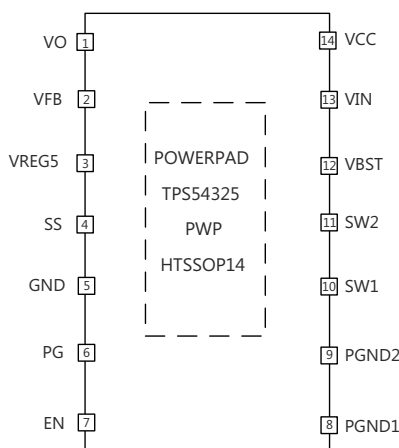 VO 1
VFB 2
VREG5 3
SS 4
GND 5
PG 6
EN 7
POWERPAD
TPS54325
PWP
HTSSOP14
14 VCC
13 VIN
12 VBST
11 SW2
10 SW1
9 PGND2
8 PGND1